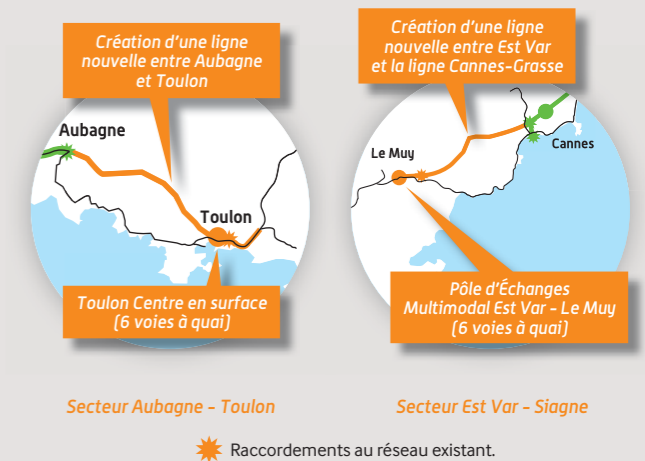 Création d'une ligne
nouvelle entre Aubagne
et Toulon
Aubagne
Toulon
Toulon Centre en surface
(6 voies à quai)
Secteur Aubagne - Toulon
Création d'une ligne
nouvelle entre Est Var
et la ligne Cannes-Grasse
Le Muy
Cannes
Pôle d'Échanges
Multimodal Est Var - Le Muy
(6 voies à quai)
Secteur Est Var - Siagne
Raccordements au réseau existant.